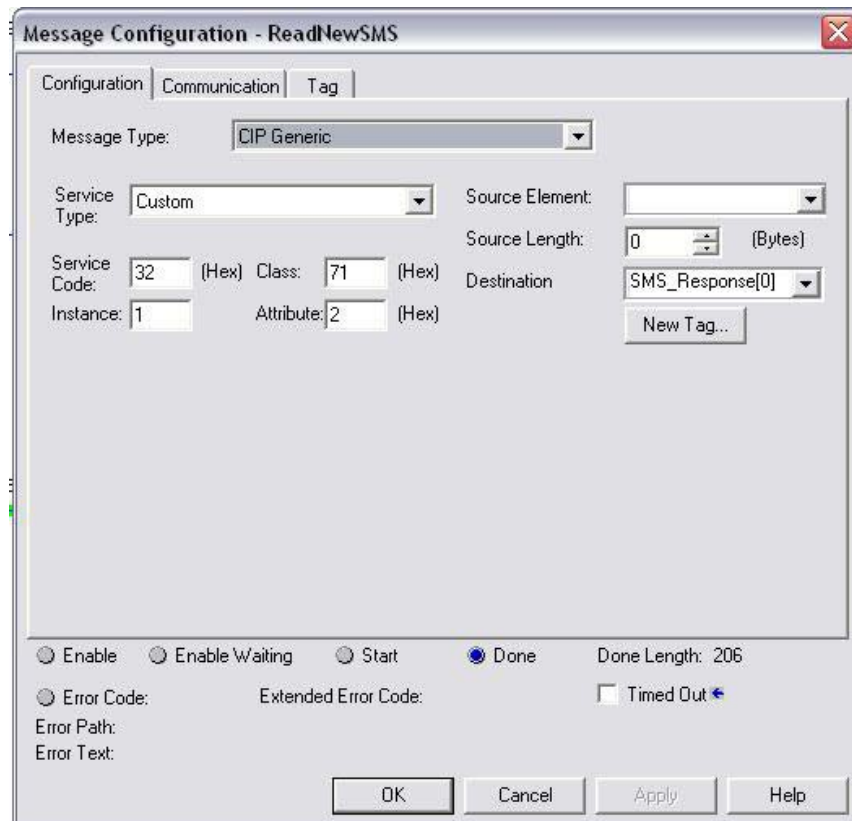 Message Configuration - ReadNewSMS
Configuration Communication Tag
Message Type: CIP Generic
Service Type: Custom Source Element:
Source Length: 0 (Bytes)
Service Code: 32 (Hex) Class: 71 (Hex) Destination SMS_Response[0]
Instance: 1 Attribute: 2 (Hex) New Tag...
Enable Enable Waiting Start Done Done Length: 206
Error Code: Extended Error Code: Timed Out
Error Path:
Error Text:
OK Cancel Apply Help